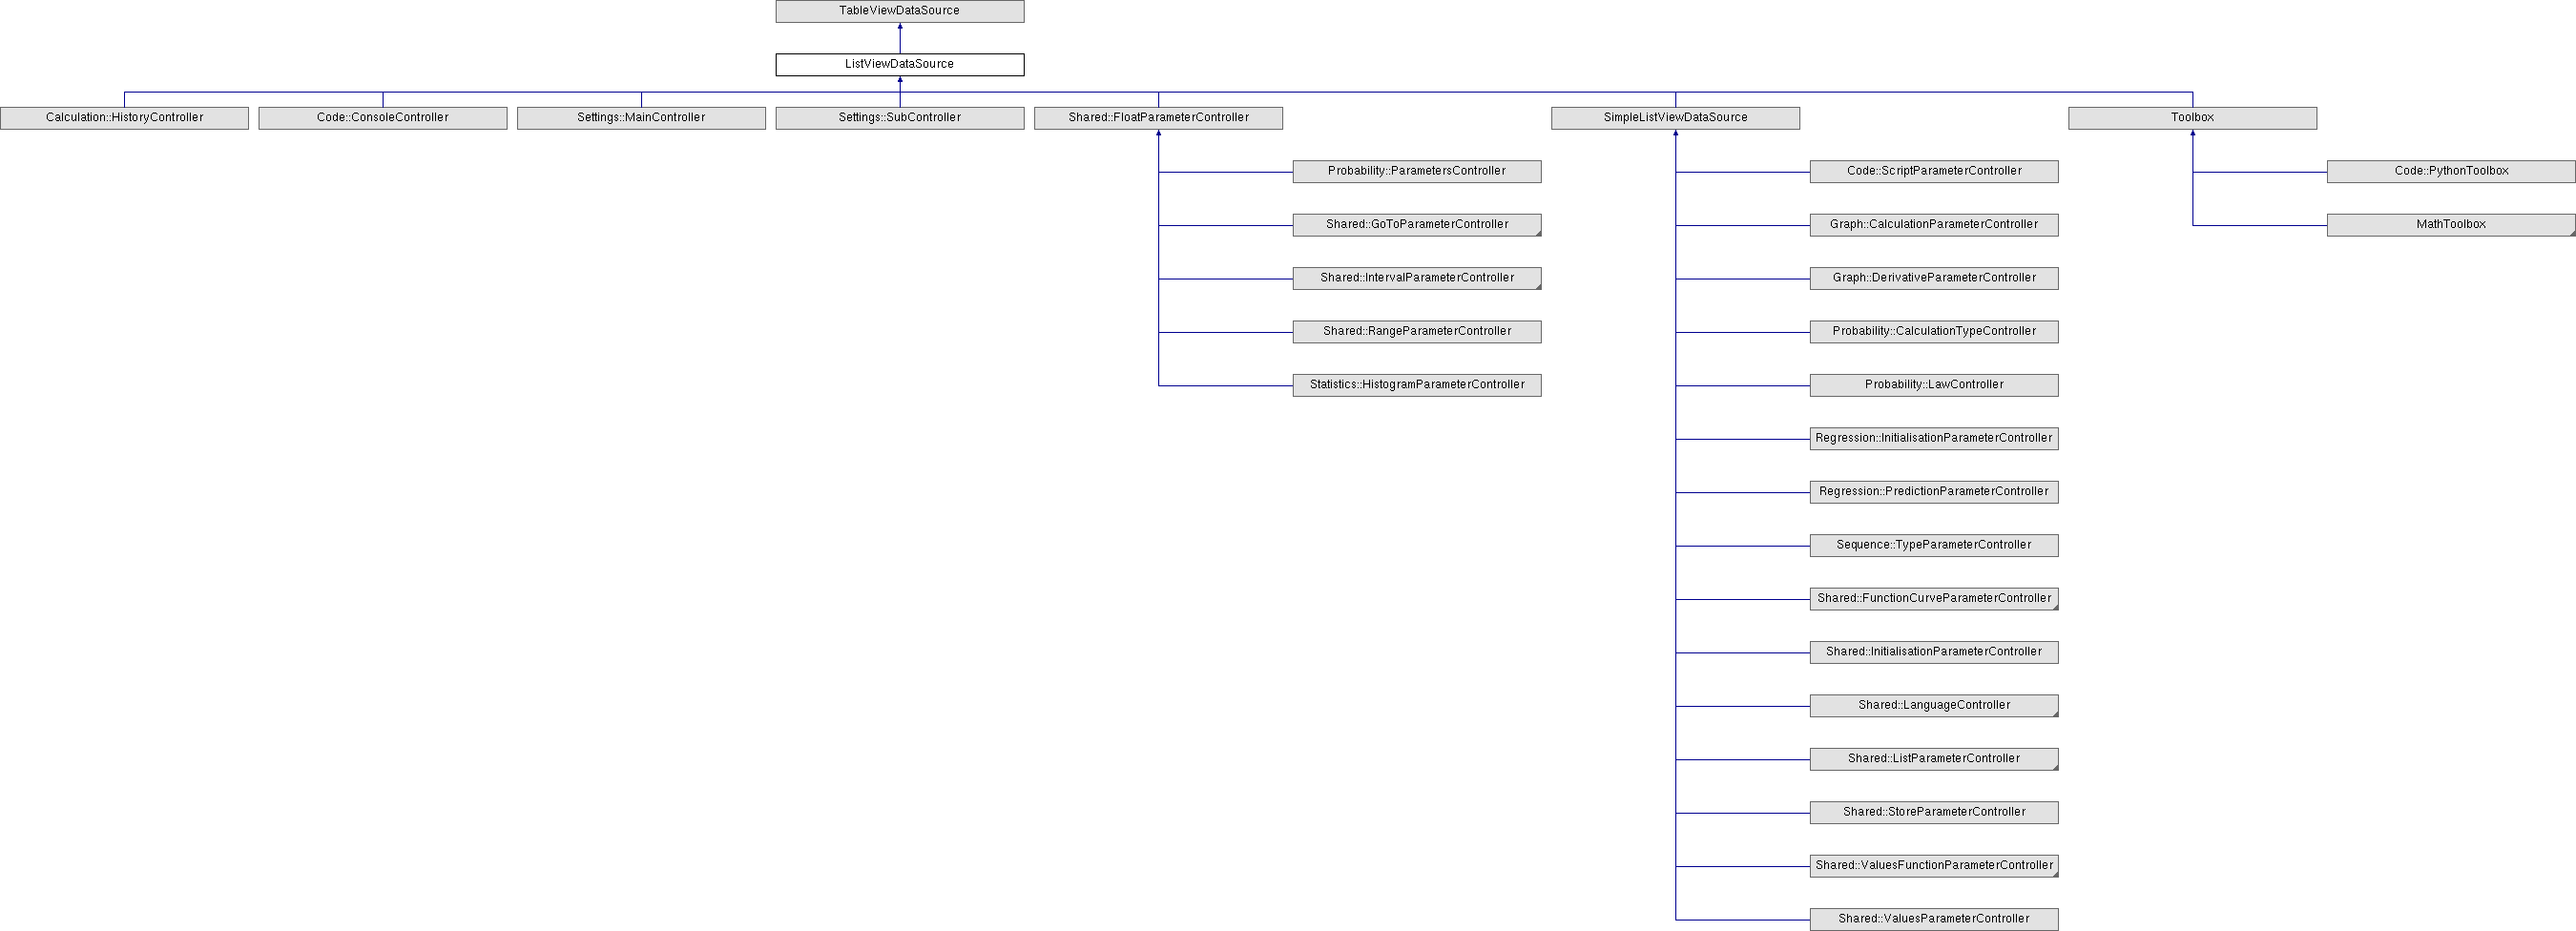 TableViewDataSource
ListViewDataSource
Calculation::HistoryController
Code::ConsoleController
Settings::MainController
Settings::SubController
Shared::FloatParameterController
SimpleListViewDataSource
Toolbox
Probability::ParametersController
Code::ScriptParameterController
Code::PythonToolbox
Shared::GoToParameterController
Graph::CalculationParameterController
MathToolbox
Shared::IntervalParameterController
Graph::DerivativeParameterController
Shared::RangeParameterController
Probability::CalculationTypeController
Statistics::HistogramParameterController
Probability::LawController
Regression::InitialisationParameterController
Regression::PredictionParameterController
Sequence::TypeParameterController
Shared::FunctionCurveParameterController
Shared::InitialisationParameterController
Shared::LanguageController
Shared::ListParameterController
Shared::StoreParameterController
Shared::ValuesFunctionParameterController
Shared::ValuesParameterController